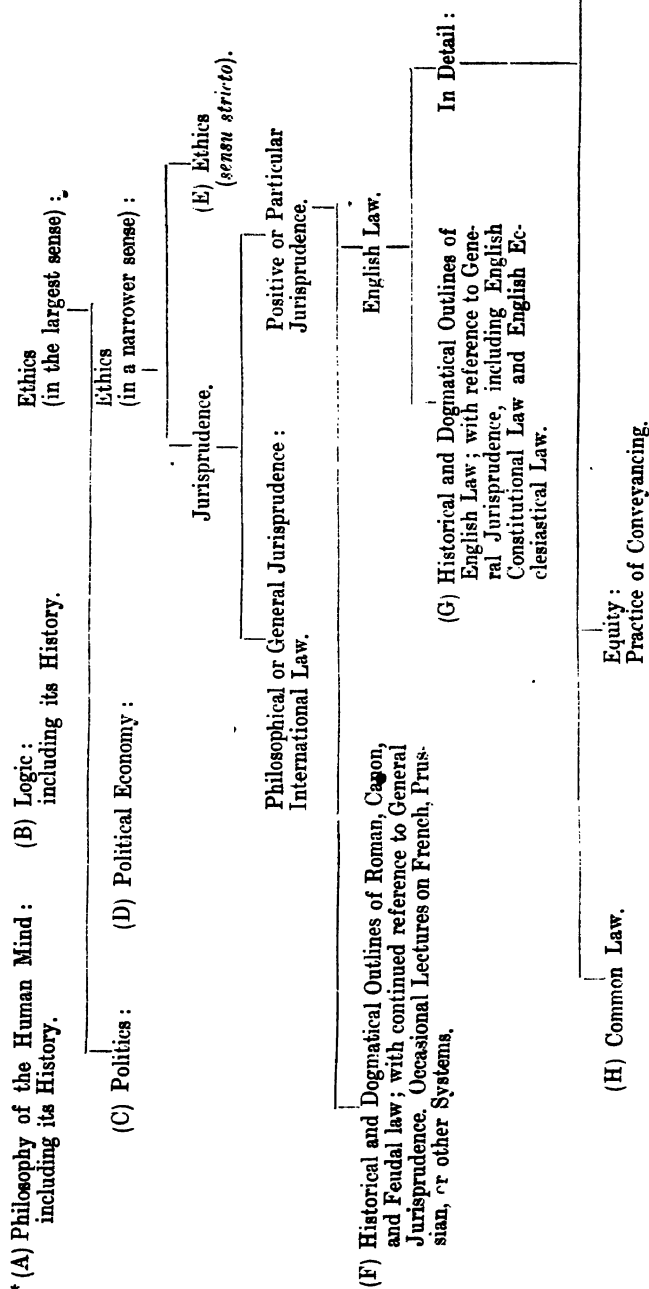 * (A) Philosophy of the Human Mind :
including its History.
(B) Logic :
including its History.
Ethics
(in the largest sense) :
(C) Politics :
(D) Political Economy :
Ethics
(in a narrower sense) :
Jurisprudence.
(E) Ethics
(sensu stricto).
Philosophical or General Jurisprudence :
International Law.
Positive or Particular
Jurisprudence.
(F) Historical and Dogmatical Outlines of Roman, Canon,
and Feudal law; with continued reference to General
Jurisprudence. Occasional Lectures on French, Prus-
sian, or other Systems.
English Law.
(G) Historical and Dogmatical Outlines of
English Law; with reference to Gene-
ral Jurisprudence, including English
Constitutional Law and English Ec-
clesiastical Law.
In Detail :
(H) Common Law.
Equity :
Practice of Conveyancing.